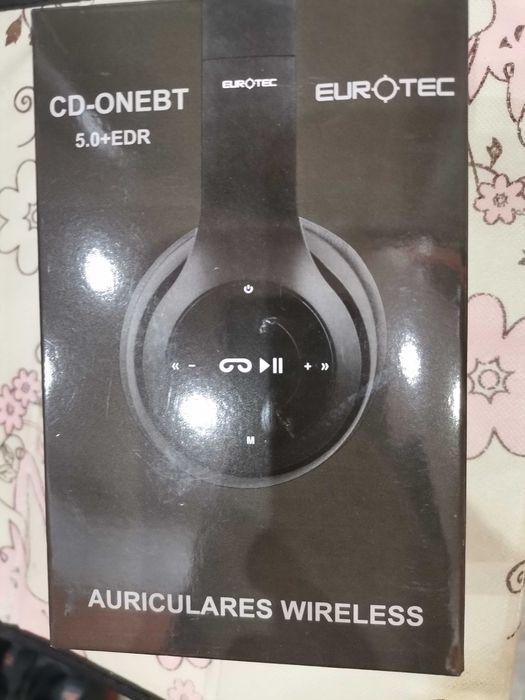 EUROTEC
CD-ONEBT
EUROTEC
5.0+EDR
« - + »
M
AURICULARES WIRELESS